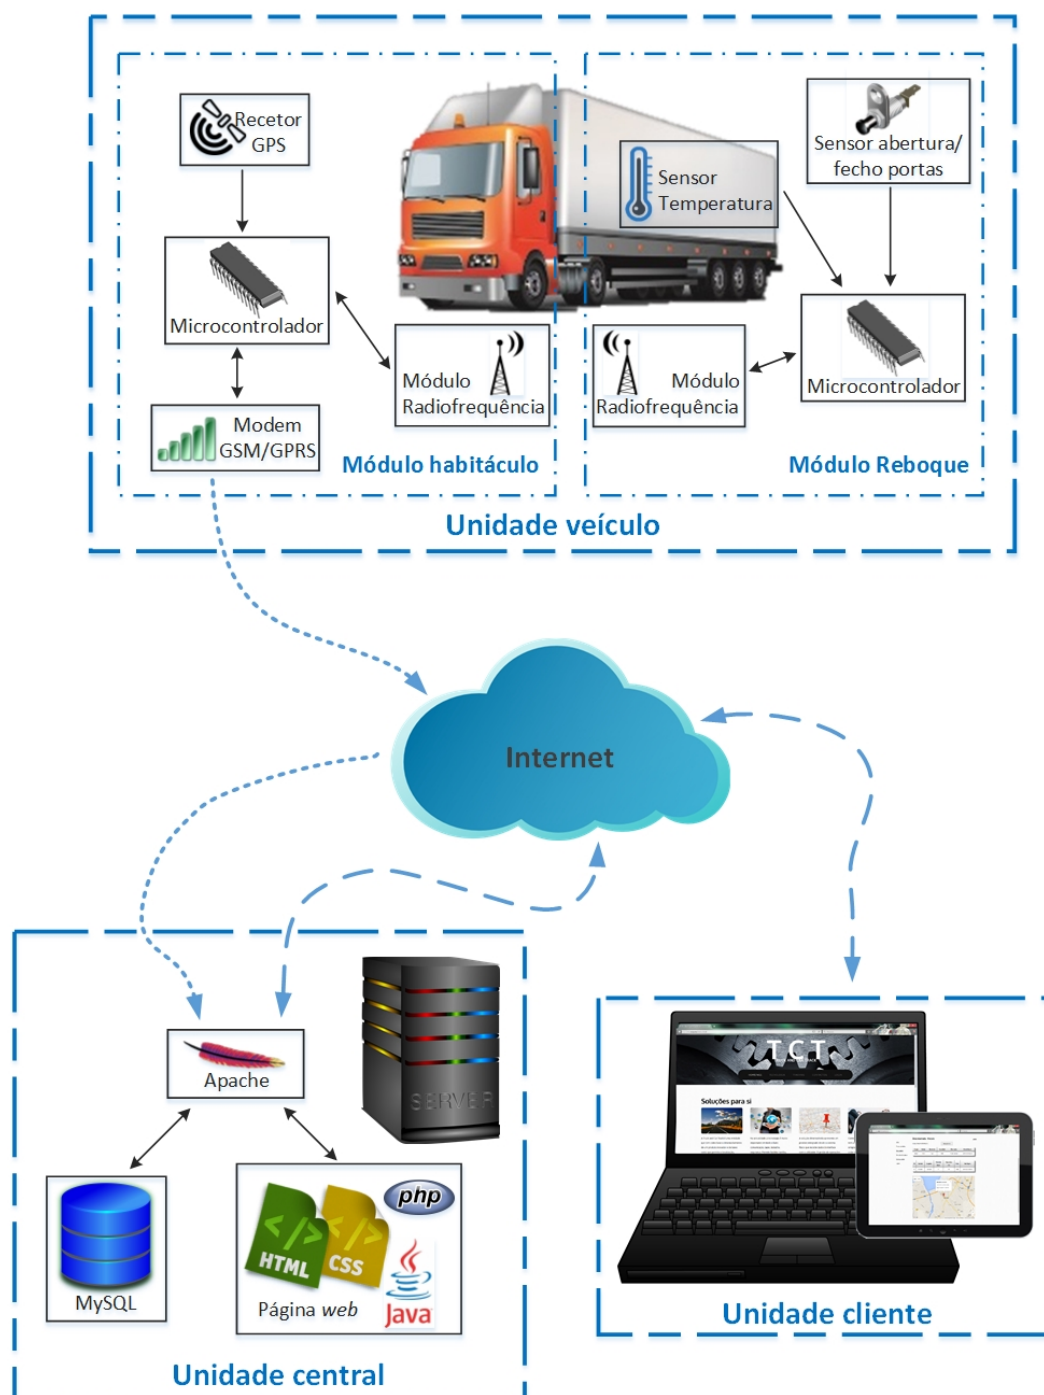 Recetor
GPS
Sensor abertura/
fecho portas
Sensor
Temperatura
Microcontrolador
Microcontrolador
Módulo
Radiofrequência
Módulo
Radiofrequência
Modem
GSM/GPRS
Módulo habitáculo
Módulo Reboque
Unidade veículo
Internet
Apache
SERVER
MySQL
HTML
CSS
php
Java
Página web
Unidade central
TCT
Soluções para si
Unidade cliente